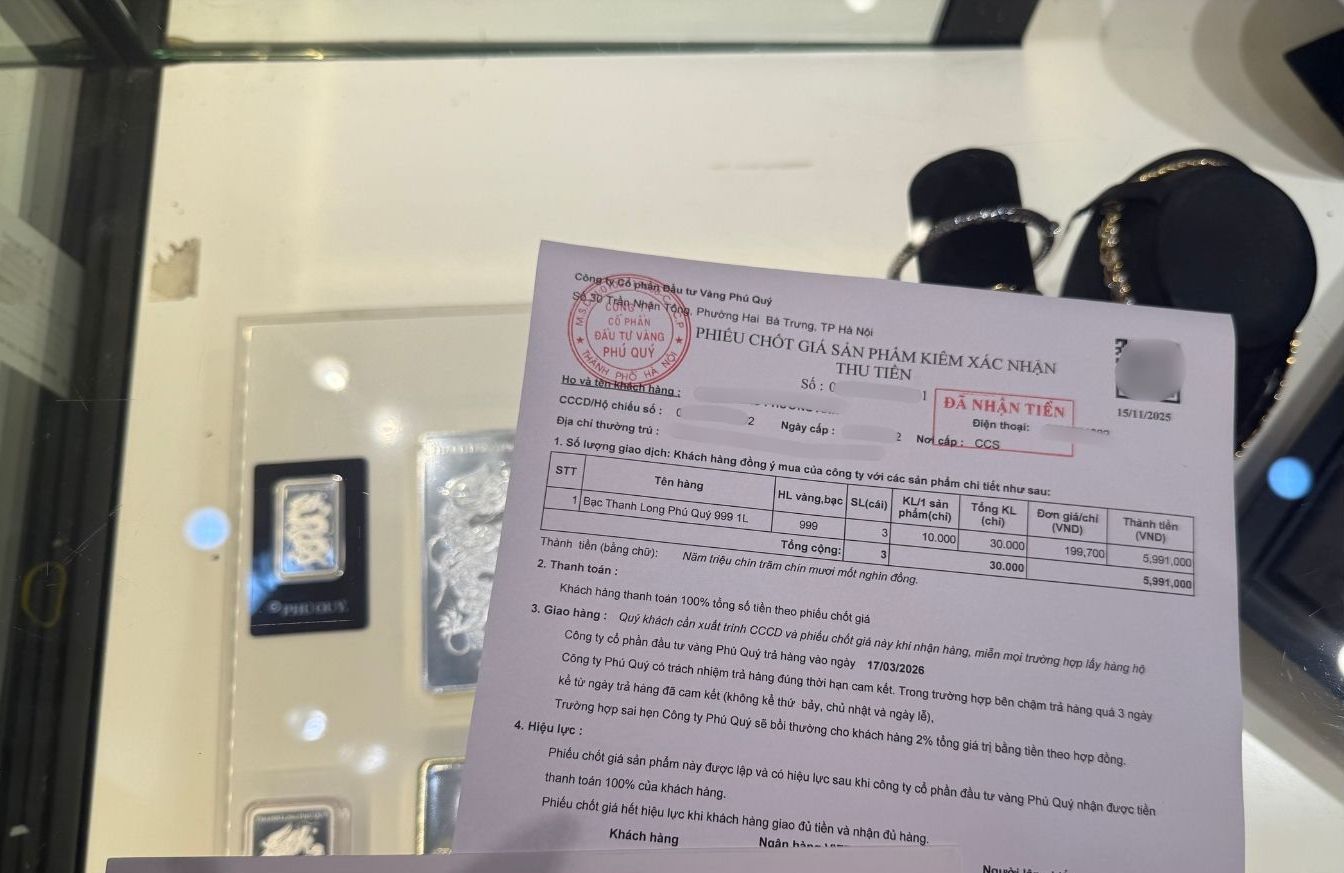 Công ty Cổ phần Đầu tư Vàng Phú Quý
Số 30 Trần Nhân Tông, Phường Hai Bà Trưng, TP Hà Nội
CỔ PHẦN
ĐẦU TƯ VÀNG
PHÚ QUÝ
THÀNH PHỐ HÀ NỘI
PHIẾU CHỐT GIÁ SẢN PHẨM KIÊM XÁC NHẬN
THU TIỀN
Số : 0 1
15/11/2025
ĐÃ NHẬN TIỀN
Họ và tên khách hàng :
CCCD/Hộ chiếu số : 0 2 Ngày cấp : 2 Nơi cấp : CCS
Điện thoại:
Địa chỉ thường trú :
1. Số lượng giao dịch: Khách hàng đồng ý mua của công ty với các sản phẩm chi tiết như sau:
STT Tên hàng HL vàng,bạc SL(cái) KL/1 sản phẩm(chỉ) Tổng KL (chỉ) Đơn giá/chỉ (VND) Thành tiền (VND)
1 Bạc Thanh Long Phú Quý 999 1L 999 3 10.000 30.000 199,700 5,991,000
Tổng cộng: 3 30.000 5,991,000
Thành tiền (bằng chữ): Năm triệu chín trăm chín mươi mốt nghìn đồng.
2. Thanh toán :
Khách hàng thanh toán 100% tổng số tiền theo phiếu chốt giá
3. Giao hàng : Quý khách cần xuất trình CCCD và phiếu chốt giá này khi nhận hàng, miễn mọi trường hợp lấy hàng hộ
Công ty cổ phần đầu tư vàng Phú Quý trả hàng vào ngày 17/03/2026
Công ty Phú Quý có trách nhiệm trả hàng đúng thời hạn cam kết. Trong trường hợp bên chậm trả hàng quá 3 ngày
kể từ ngày trả hàng đã cam kết (không kể thứ bảy, chủ nhật và ngày lễ),
Trường hợp sai hẹn Công ty Phú Quý sẽ bồi thường cho khách hàng 2% tổng giá trị bằng tiền theo hợp đồng.
4. Hiệu lực :
Phiếu chốt giá sản phẩm này được lập và có hiệu lực sau khi công ty cổ phần đầu tư vàng Phú Quý nhận được tiền
thanh toán 100% của khách hàng.
Phiếu chốt giá hết hiệu lực khi khách hàng giao đủ tiền và nhận đủ hàng.
Khách hàng Ngân
PHÚ QUÝ